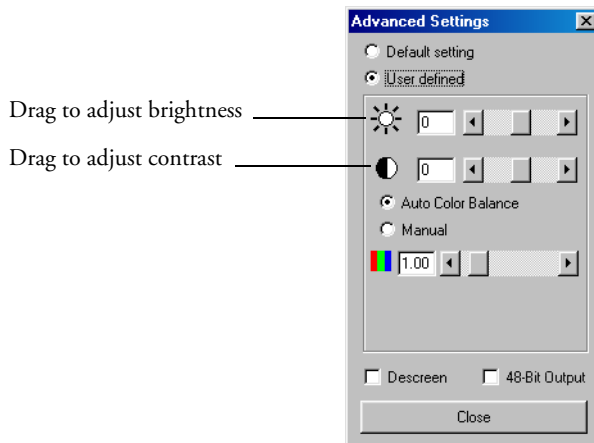 Advanced Settings
Default setting
User defined
Drag to adjust brightness
0
Drag to adjust contrast
0
Auto Color Balance
Manual
1.00
Descreen 48-Bit Output
Close